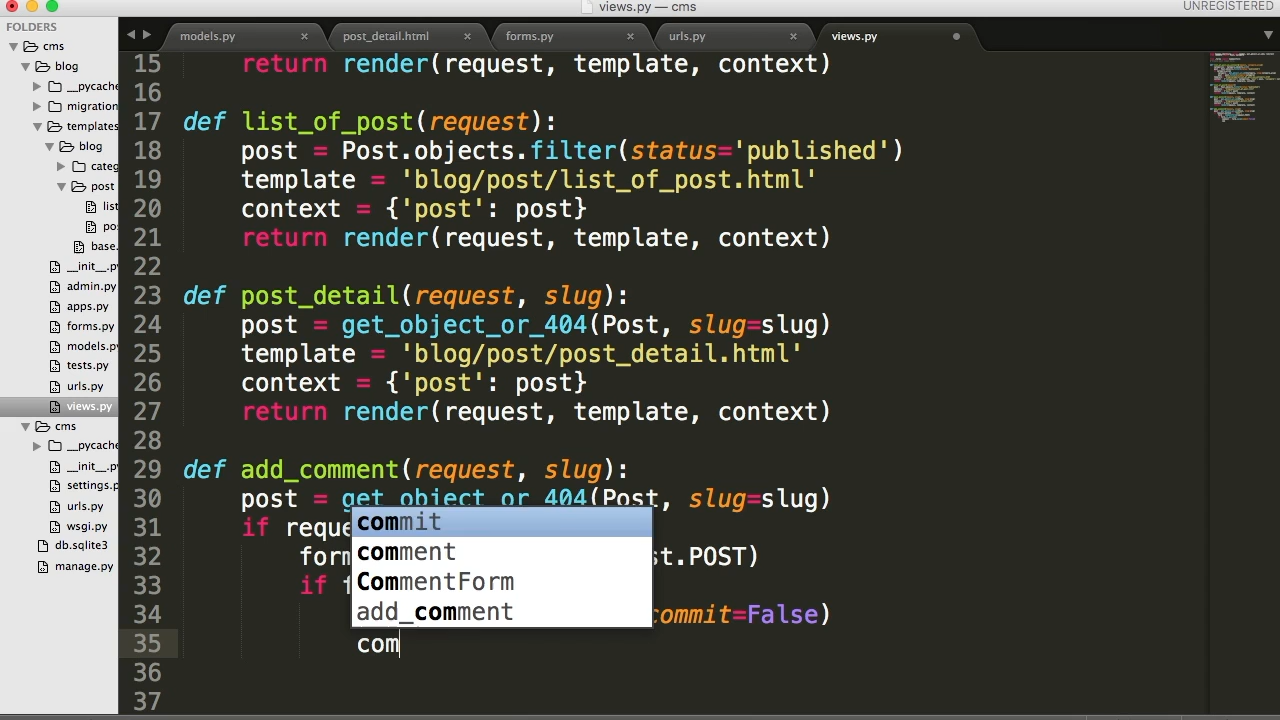 views.py — cms
UNREGISTERED
FOLDERS
cms
blog
__pycache
migration
templates
blog
categ
post
list
pos
base.
__init__.py
admin.py
apps.py
forms.py
models.py
tests.py
urls.py
views.py
cms
__pycache
__init__.py
settings.p
urls.py
wsgi.py
db.sqlite3
manage.py
models.py
post_detail.html
forms.py
urls.py
views.py
15 return render(request, template, context)
16
17 def list_of_post(request):
18 post = Post.objects.filter(status='published')
19 template = 'blog/post/list_of_post.html'
20 context = {'post': post}
21 return render(request, template, context)
22
23 def post_detail(request, slug):
24 post = get_object_or_404(Post, slug=slug)
25 template = 'blog/post/post_detail.html'
26 context = {'post': post}
27 return render(request, template, context)
28
29 def add_comment(request, slug):
30 post = get_object_or_404(Post, slug=slug)
31 if reque
32 form st.POST)
33 if f
34 commit=False)
35 com
36
37
commit
comment
CommentForm
add_comment